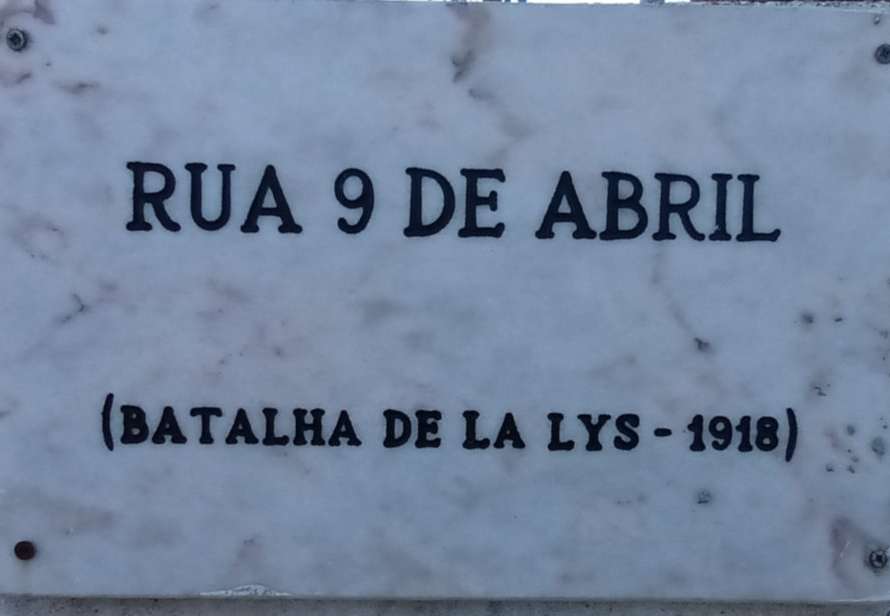 RUA 9 DE ABRIL
(BATALHA DE LA LYS - 1918)